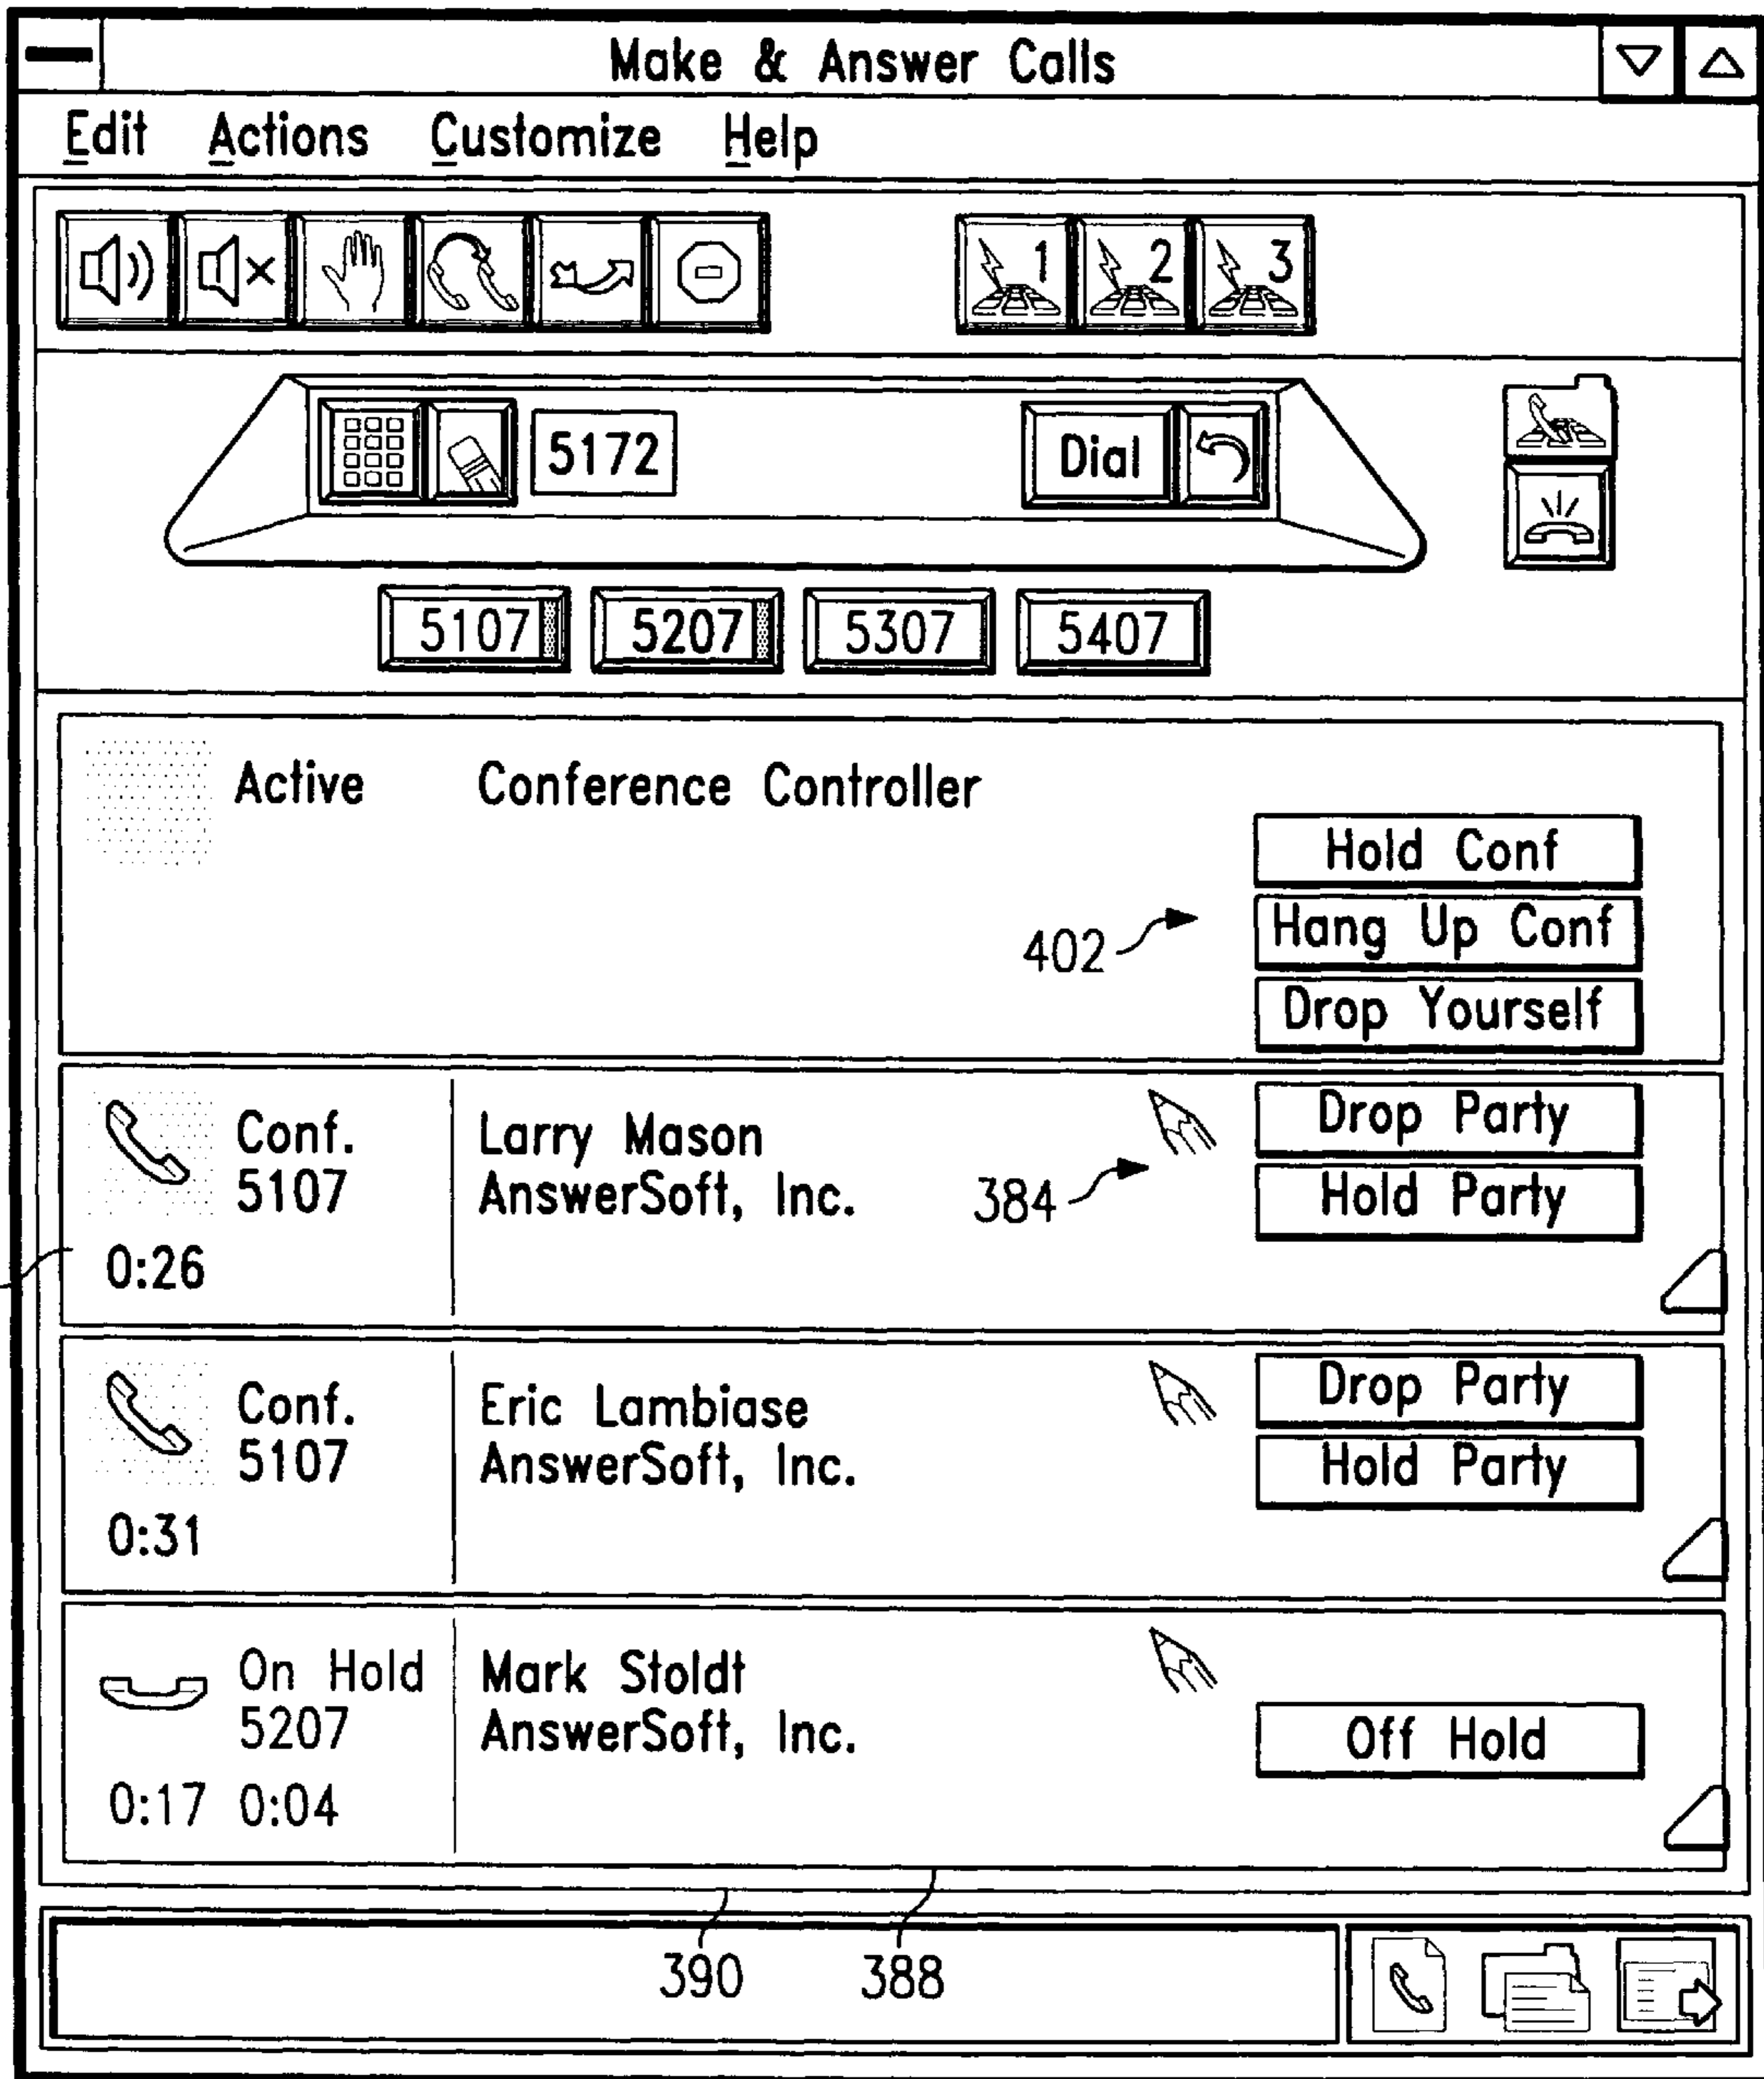 Make & Answer Calls
Edit Actions Customize Help
1 2 3
5172 Dial
5107 5207 5307 5407
Active Conference Controller
Hold Conf
402 Hang Up Conf
Drop Yourself
Conf. Larry Mason Drop Party
5107 AnswerSoft, Inc. 384 Hold Party
0:26
Conf. Eric Lambiase Drop Party
5107 AnswerSoft, Inc. Hold Party
0:31
On Hold Mark Stoldt
5207 AnswerSoft, Inc. Off Hold
0:17 0:04
390 388